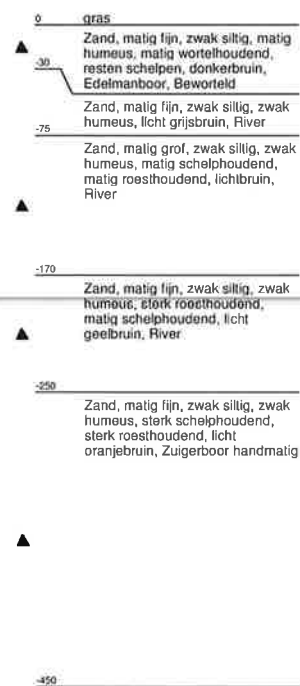 0 gras
Zand, matig fijn, zwak siltig, matig
humeus, matig wortelhoudend,
-30 resten schelpen, donkerbruin,
Edelmanboor, Beworteld
Zand, matig fijn, zwak siltig, zwak
humeus, licht grijsbruin, River
-75
Zand, matig grof, zwak siltig, zwak
humeus, matig schelphoudend,
matig roesthoudend, lichtbruin,
River
-170
Zand, matig fijn, zwak siltig, zwak
humeus, sterk roesthoudend,
matig schelphoudend, licht
geelbruin, River
-250
Zand, matig fijn, zwak siltig, zwak
humeus, sterk schelphoudend,
sterk roesthoudend, licht
oranjebruin, Zuigerboor handmatig
-450